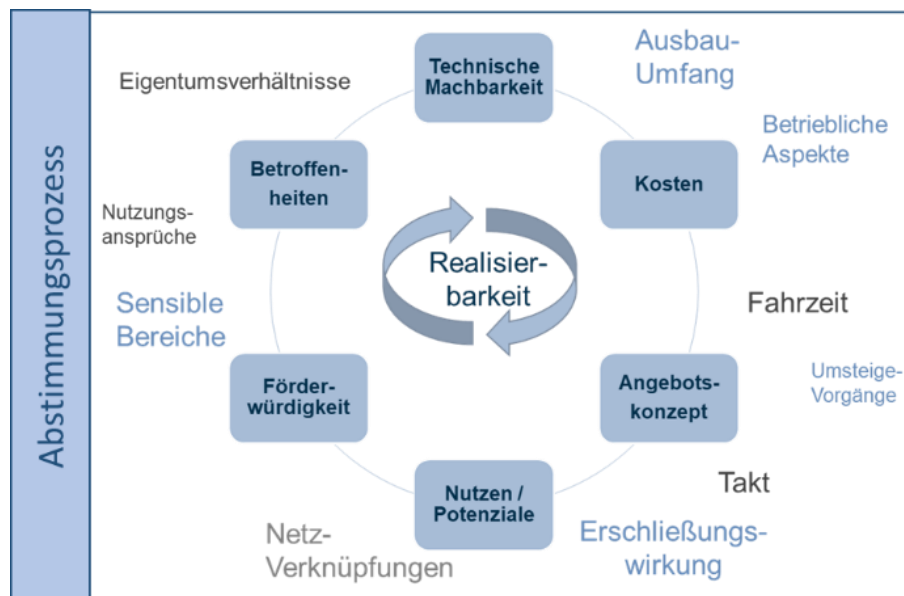 Abstimmungsprozess
Eigentumsverhältnisse
Technische
Machbarkeit
Ausbau-
Umfang
Betriebliche
Aspekte
Betroffen-
heiten
Kosten
Nutzungs-
ansprüche
Realisier-
barkeit
Sensible
Bereiche
Fahrzeit
Umsteige-
Vorgänge
Förder-
würdigkeit
Angebots-
konzept
Takt
Nutzen /
Potenziale
Netz-
Verknüpfungen
Erschließungs-
wirkung